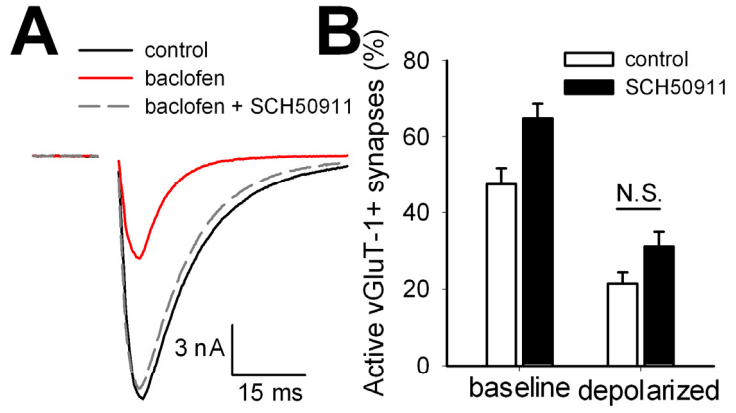 A
control
baclofen
baclofen + SCH50911
3 nA
15 ms
B
Active vGluT-1+ synapses (%)
80
60
40
20
0
control
SCH50911
N.S.
baseline depolarized